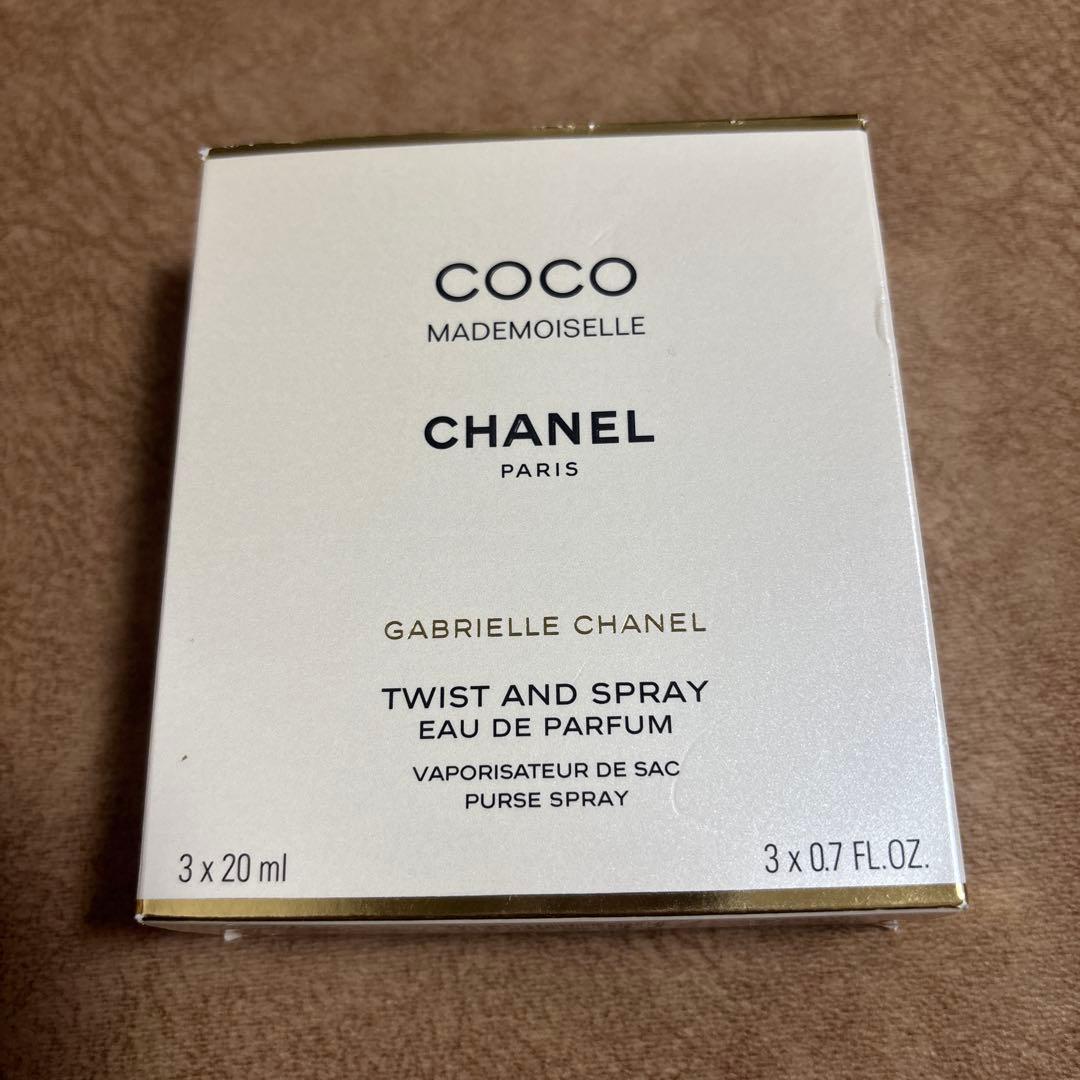 COCO
MADEMOISELLE
CHANEL
PARIS
GABRIELLE CHANEL
TWIST AND SPRAY
EAU DE PARFUM
VAPORISATEUR DE SAC
PURSE SPRAY
3 x 20 ml
3 x 0.7 FL.OZ.